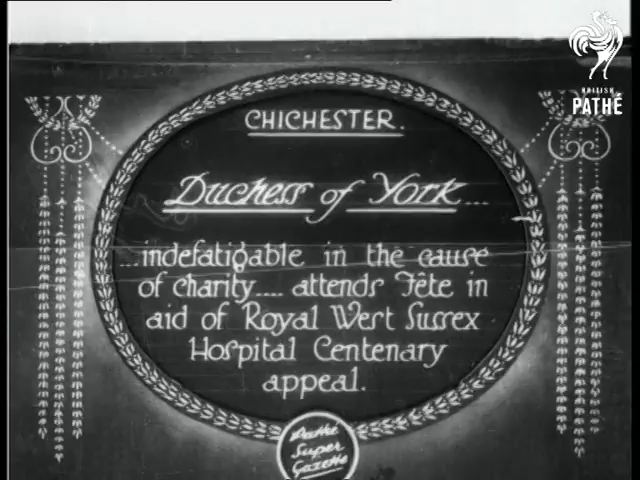 BRITISH
PATHÉ
CHICHESTER.
Duchess of York...
...indefatigable in the cause
of charity.... attends Fête in
aid of Royal West Sussex
Hospital Centenary
appeal.
Pathé
Super
Gazette